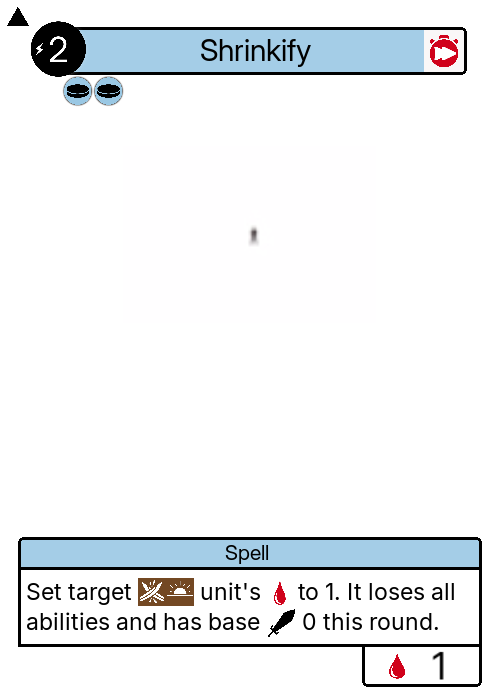 2
Shrinkify
Spell
Set target unit's to 1. It loses all
abilities and has base 0 this round.
1